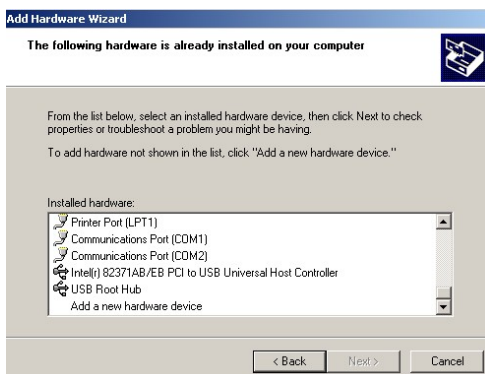 Add Hardware Wizard
The following hardware is already installed on your computer
From the list below, select an installed hardware device, then click Next to check
properties or troubleshoot a problem you might be having.
To add hardware not shown in the list, click "Add a new hardware device."
Installed hardware:
Printer Port (LPT1)
Communications Port (COM1)
Communications Port (COM2)
Intel(r) 82371AB/EB PCI to USB Universal Host Controller
USB Root Hub
Add a new hardware device
< Back Next > Cancel